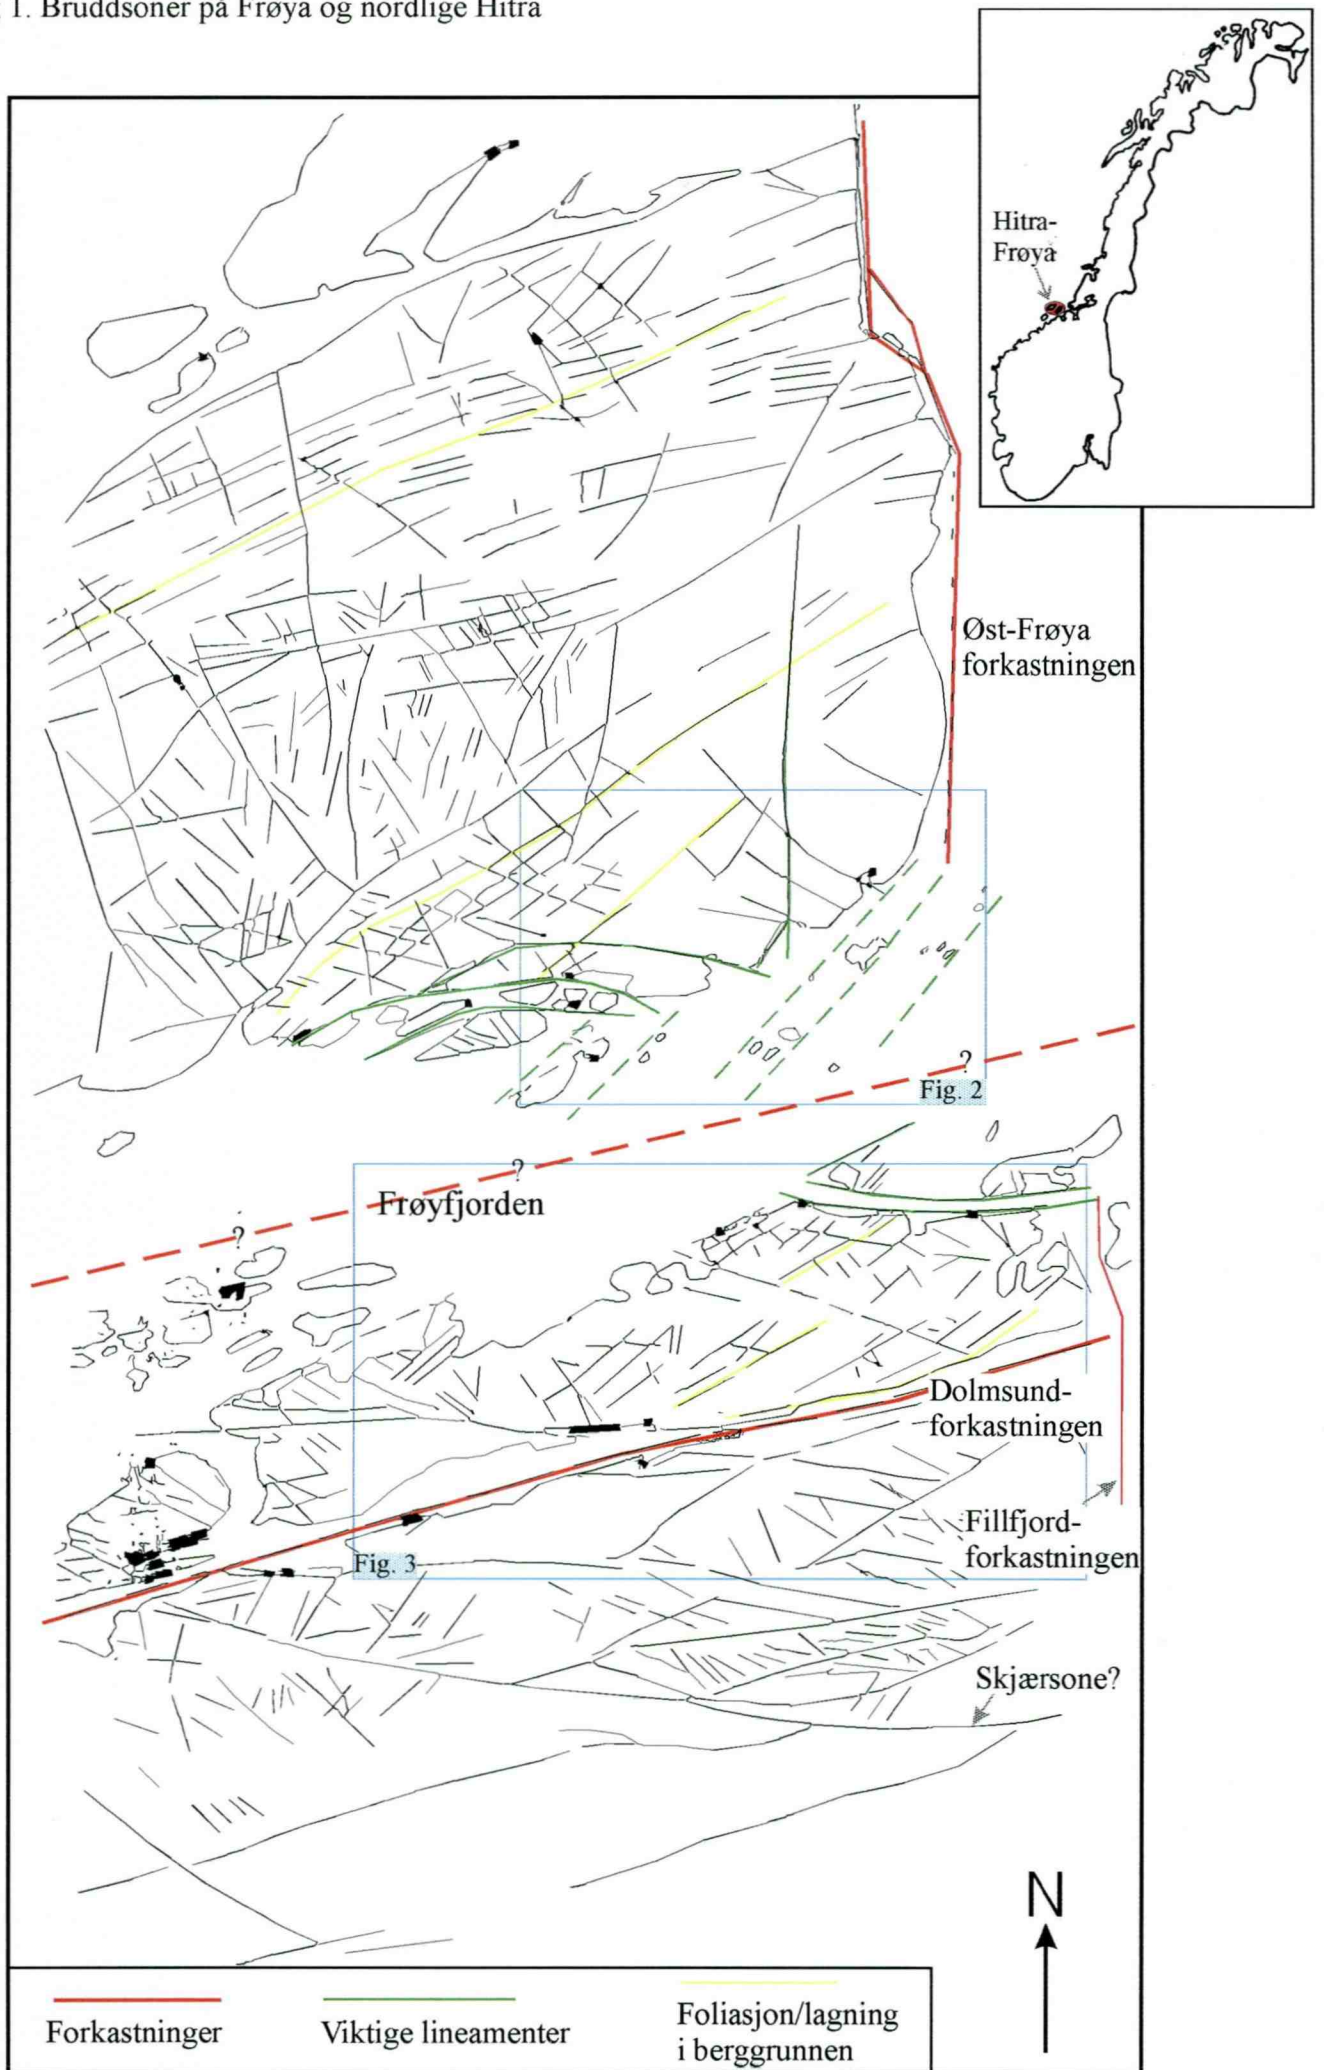 1. Bruddsoner på Frøya og nordlige Hitra
Hitra-
Frøya
Øst-Frøya
forkastningen
?
Fig. 2
?
Frøyfjorden
?
Dolmsund-
forkastningen
Fillfjord-
forkastningen
Fig. 3
Skjærsone?
N
Forkastninger
Viktige lineamenter
Foliasjon/lagning
i berggrunnen